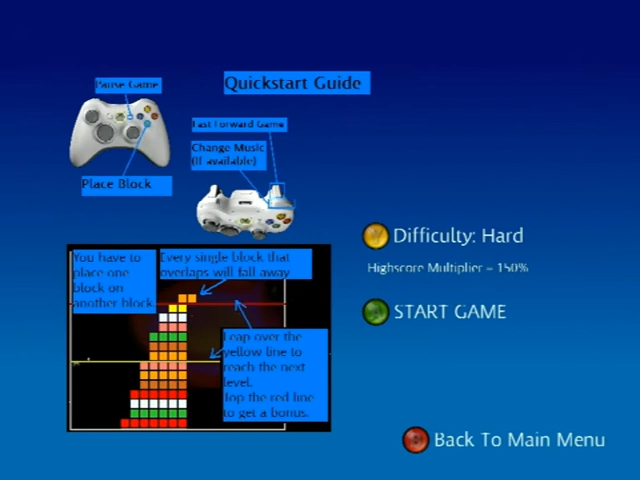 Quickstart Guide
Pause Game
Place Block
Fast Forward Game
Change Music
(If available)
You have to
place one
block on
another block.
Every single block that
overlaps will fall away
Leap over the
yellow line to
reach the next
level.
Top the red line
to get a bonus.
Difficulty: Hard
Highscore Multiplier = 150%
START GAME
Back To Main Menu